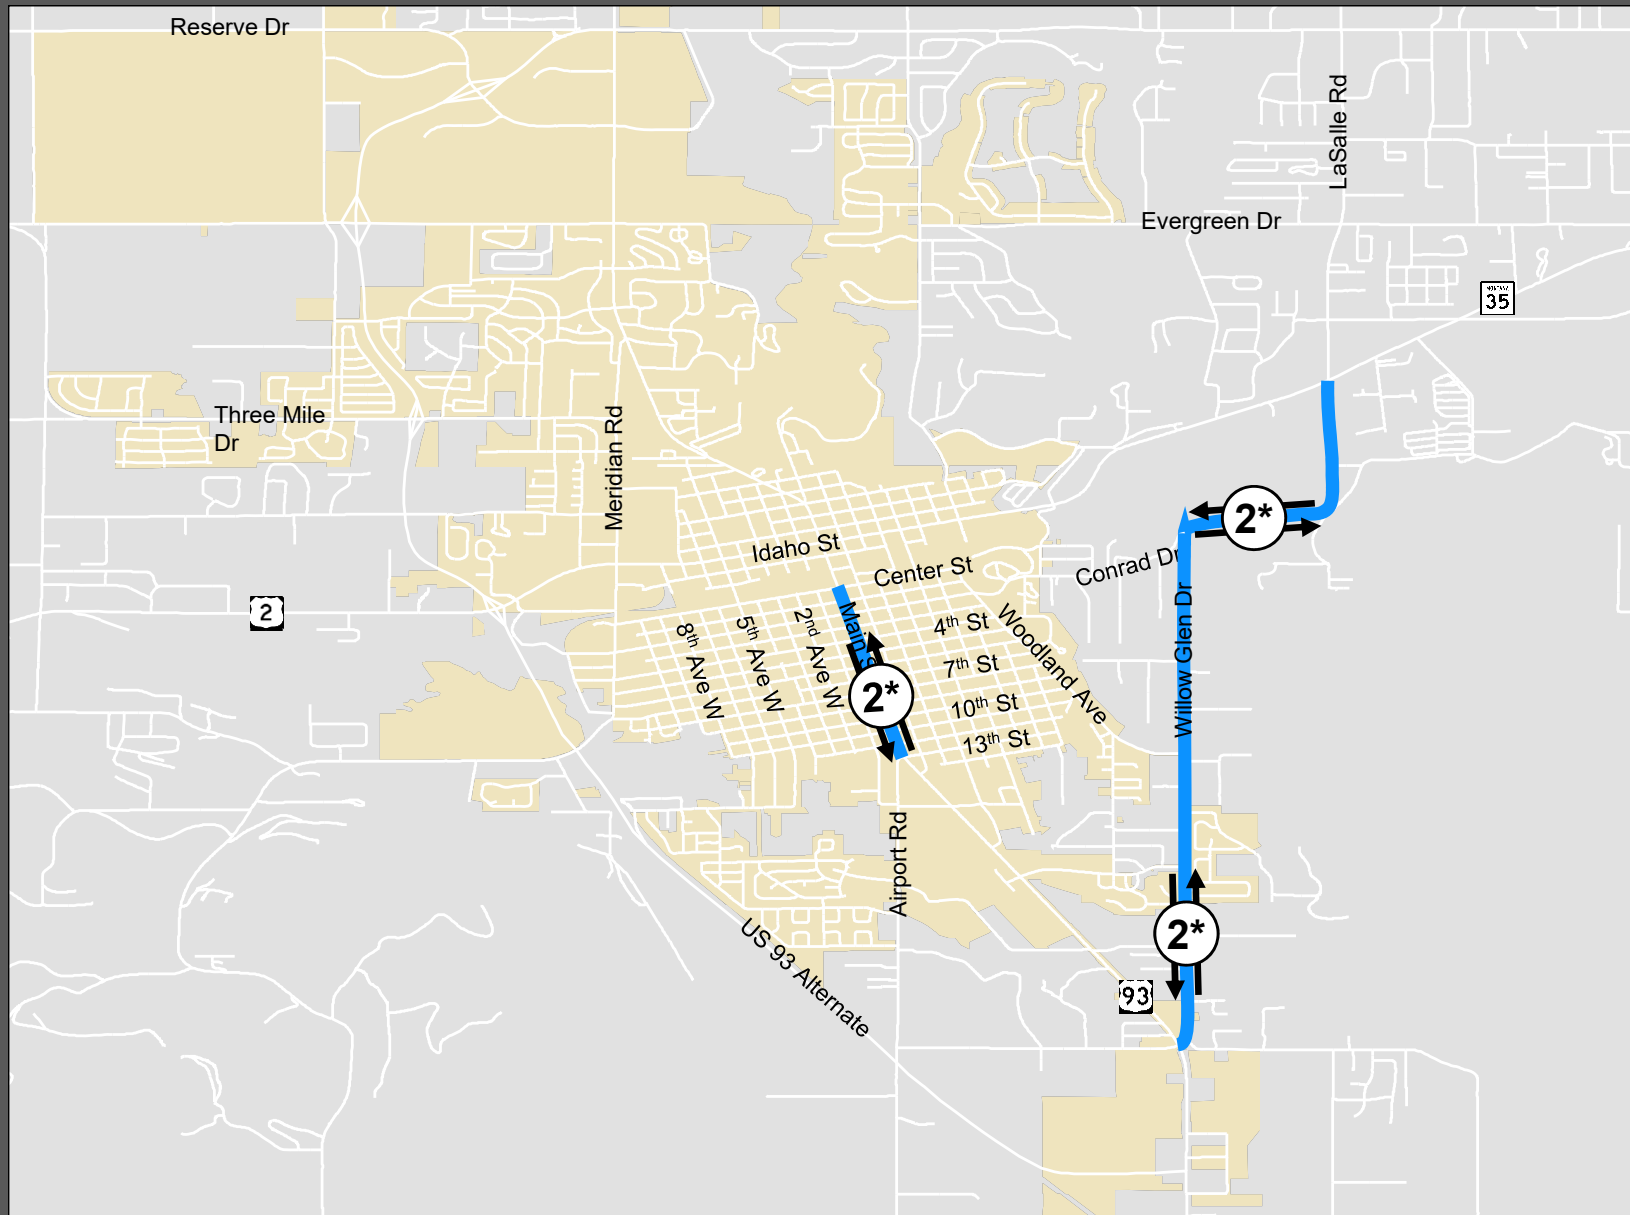 Reserve Dr
LaSalle Rd
Evergreen Dr
MONTANA
35
Three Mile
Dr
Meridian Rd
2*
Idaho St
Center St
Conrad Dr
2
Main S
2nd Ave W
5th Ave W
8th Ave W
4th St
Woodland Ave
Willow Glen Dr
7th St
2*
10th St
13th St
Airport Rd
US 93 Alternate
2*
93